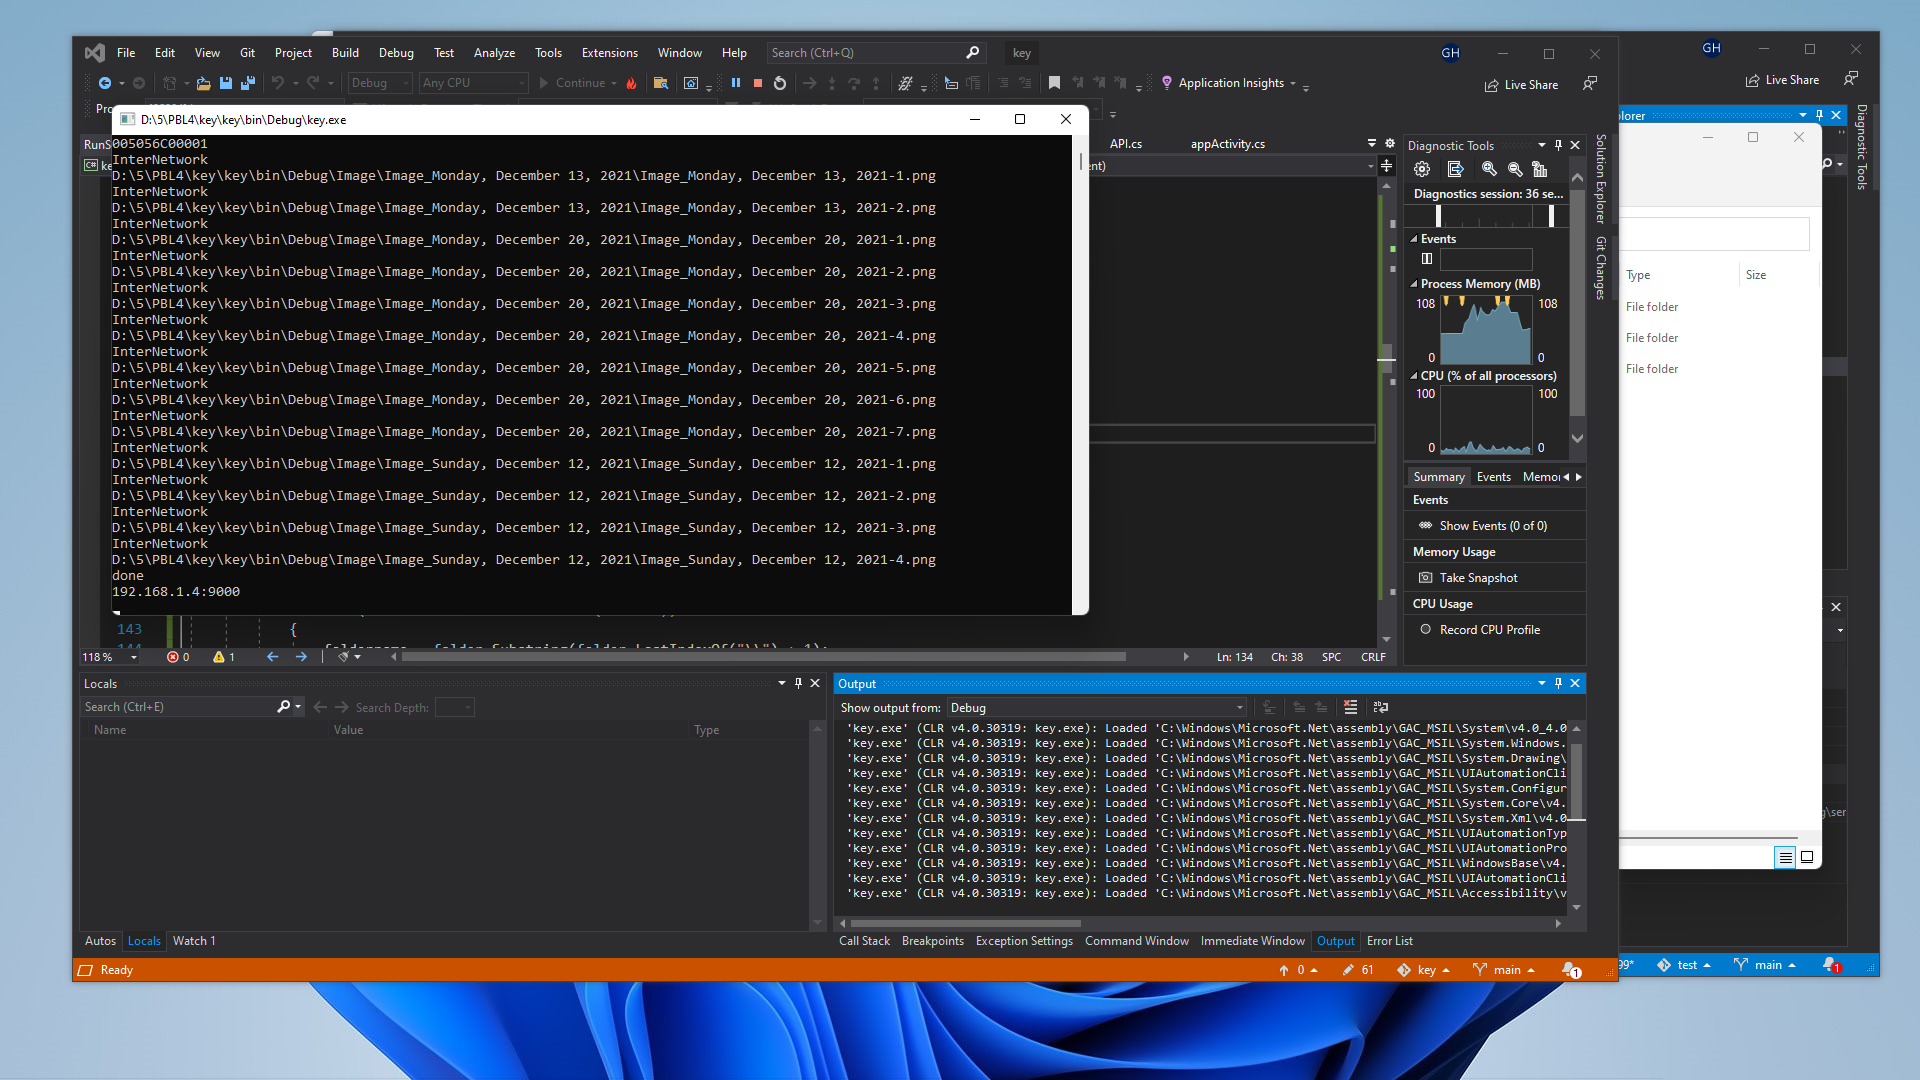 File Edit View Git Project Build Debug Test Analyze Tools Extensions Window Help Search (Ctrl+Q) key GH
GH
Debug Any CPU Continue Application Insights Live Share
Live Share
D:\5\PBL4\key\key\bin\Debug\key.exe
005056C00001
InterNetwork
D:\5\PBL4\key\key\bin\Debug\Image\Image_Monday, December 13, 2021\Image_Monday, December 13, 2021-1.png
InterNetwork
D:\5\PBL4\key\key\bin\Debug\Image\Image_Monday, December 13, 2021\Image_Monday, December 13, 2021-2.png
InterNetwork
D:\5\PBL4\key\key\bin\Debug\Image\Image_Monday, December 20, 2021\Image_Monday, December 20, 2021-1.png
InterNetwork
D:\5\PBL4\key\key\bin\Debug\Image\Image_Monday, December 20, 2021\Image_Monday, December 20, 2021-2.png
InterNetwork
D:\5\PBL4\key\key\bin\Debug\Image\Image_Monday, December 20, 2021\Image_Monday, December 20, 2021-3.png
InterNetwork
D:\5\PBL4\key\key\bin\Debug\Image\Image_Monday, December 20, 2021\Image_Monday, December 20, 2021-4.png
InterNetwork
D:\5\PBL4\key\key\bin\Debug\Image\Image_Monday, December 20, 2021\Image_Monday, December 20, 2021-5.png
InterNetwork
D:\5\PBL4\key\key\bin\Debug\Image\Image_Monday, December 20, 2021\Image_Monday, December 20, 2021-6.png
InterNetwork
D:\5\PBL4\key\key\bin\Debug\Image\Image_Monday, December 20, 2021\Image_Monday, December 20, 2021-7.png
InterNetwork
D:\5\PBL4\key\key\bin\Debug\Image\Image_Sunday, December 12, 2021\Image_Sunday, December 12, 2021-1.png
InterNetwork
D:\5\PBL4\key\key\bin\Debug\Image\Image_Sunday, December 12, 2021\Image_Sunday, December 12, 2021-2.png
InterNetwork
D:\5\PBL4\key\key\bin\Debug\Image\Image_Sunday, December 12, 2021\Image_Sunday, December 12, 2021-3.png
InterNetwork
D:\5\PBL4\key\key\bin\Debug\Image\Image_Sunday, December 12, 2021\Image_Sunday, December 12, 2021-4.png
done
192.168.1.4:9000
API.cs appActivity.cs
Diagnostic Tools
Diagnostics session: 36 se...
Events
Process Memory (MB)
108 108
0 0
CPU (% of all processors)
100 100
0 0
Summary Events Memor
Events
Show Events (0 of 0)
Memory Usage
Take Snapshot
CPU Usage
Record CPU Profile
Solution Explorer
Git Changes
Diagnostic Tools
lorer
Type Size
File folder
File folder
File folder
143 {
118 % 0 1 Ln: 134 Ch: 38 SPC CRLF
Locals
Search (Ctrl+E) Search Depth:
Name Value Type
Autos Locals Watch 1
Output
Show output from: Debug
'key.exe' (CLR v4.0.30319: key.exe): Loaded 'C:\Windows\Microsoft.Net\assembly\GAC_MSIL\System\v4.0_4.0
'key.exe' (CLR v4.0.30319: key.exe): Loaded 'C:\Windows\Microsoft.Net\assembly\GAC_MSIL\System.Windows.
'key.exe' (CLR v4.0.30319: key.exe): Loaded 'C:\Windows\Microsoft.Net\assembly\GAC_MSIL\System.Drawing\
'key.exe' (CLR v4.0.30319: key.exe): Loaded 'C:\Windows\Microsoft.Net\assembly\GAC_MSIL\UIAutomationCli
'key.exe' (CLR v4.0.30319: key.exe): Loaded 'C:\Windows\Microsoft.Net\assembly\GAC_MSIL\System.Configur
'key.exe' (CLR v4.0.30319: key.exe): Loaded 'C:\Windows\Microsoft.Net\assembly\GAC_MSIL\System.Core\v4.
'key.exe' (CLR v4.0.30319: key.exe): Loaded 'C:\Windows\Microsoft.Net\assembly\GAC_MSIL\System.Xml\v4.0
'key.exe' (CLR v4.0.30319: key.exe): Loaded 'C:\Windows\Microsoft.Net\assembly\GAC_MSIL\UIAutomationTyp
'key.exe' (CLR v4.0.30319: key.exe): Loaded 'C:\Windows\Microsoft.Net\assembly\GAC_MSIL\UIAutomationPro
'key.exe' (CLR v4.0.30319: key.exe): Loaded 'C:\Windows\Microsoft.Net\assembly\GAC_MSIL\WindowsBase\v4.
'key.exe' (CLR v4.0.30319: key.exe): Loaded 'C:\Windows\Microsoft.Net\assembly\GAC_MSIL\UIAutomationCli
'key.exe' (CLR v4.0.30319: key.exe): Loaded 'C:\Windows\Microsoft.Net\assembly\GAC_MSIL\Accessibility\v
Call Stack Breakpoints Exception Settings Command Window Immediate Window Output Error List
Ready 0 61 key main 1
99* test main 1